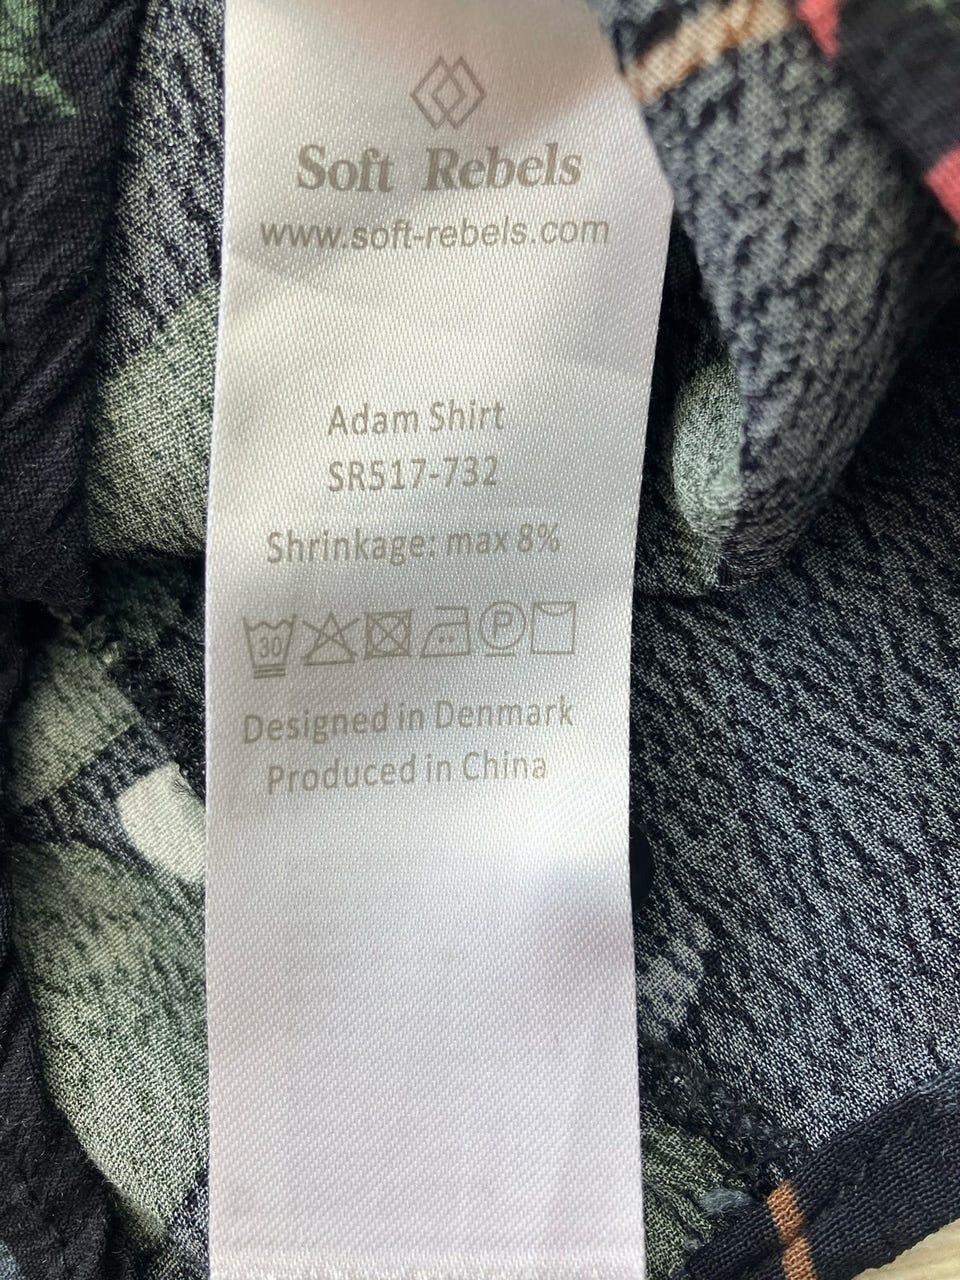 Soft Rebels
www.soft-rebels.com
Adam Shirt
SR517-732
Shrinkage: max 8%
30 P
Designed in Denmark
Produced in China